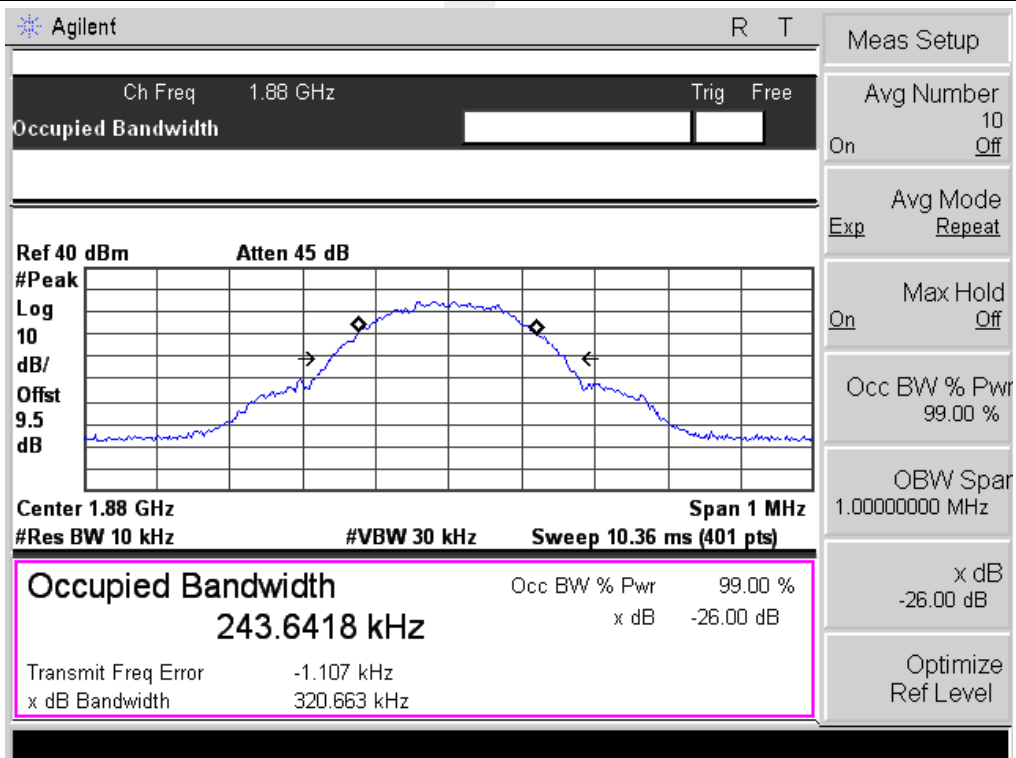 Agilent R T
Ch Freq 1.88 GHz Trig Free
Occupied Bandwidth
Ref 40 dBm Atten 45 dB
#Peak
Log
10
dB/
Offst
9.5
dB
Center 1.88 GHz Span 1 MHz
#Res BW 10 kHz #VBW 30 kHz Sweep 10.36 ms (401 pts)
Occupied Bandwidth
243.6418 kHz
Occ BW % Pwr 99.00 %
x dB -26.00 dB
Transmit Freq Error -1.107 kHz
x dB Bandwidth 320.663 kHz
Meas Setup
Avg Number
10
On Off
Avg Mode
Exp Repeat
Max Hold
On Off
Occ BW % Pwr
99.00 %
OBW Span
1.00000000 MHz
x dB
-26.00 dB
Optimize
Ref Level